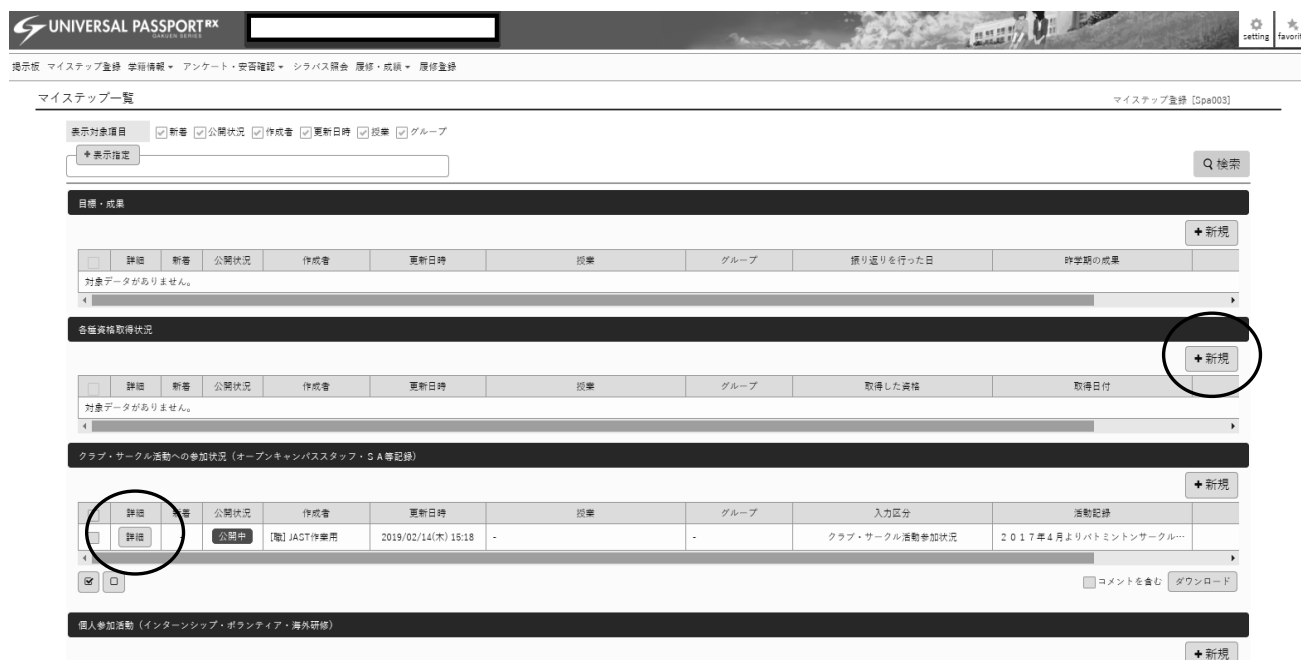 UNIVERSAL PASSPORT RX
GAKUEN SERIES
setting favorit
掲示板 マイステップ登録 学籍情報 アンケート・安否確認 シラバス照会 履修・成績 履修登録
マイステップ一覧 マイステップ登録 [Spa003]
表示対象項目 新着 公開状況 作成者 更新日時 授業 グループ
+表示指定
検索
目標・成果
+新規
詳細 新着 公開状況 作成者 更新日時 授業 グループ 振り返りを行った日 昨学期の成果
対象データがありません。
各種資格取得状況
+新規
詳細 新着 公開状況 作成者 更新日時 授業 グループ 取得した資格 取得日付
対象データがありません。
クラブ・サークル活動への参加状況（オープンキャンパススタッフ・ＳＡ等記録）
+新規
詳細 新着 公開状況 作成者 更新日時 授業 グループ 入力区分 活動記録
詳細 - 公開中 [職] JAST作業用 2019/02/14(木) 15:18 - - クラブ・サークル活動参加状況 ２０１７年４月よりバトミントンサークル…
コメントを含む ダウンロード
個人参加活動（インターンシップ・ボランティア・海外研修）
+新規